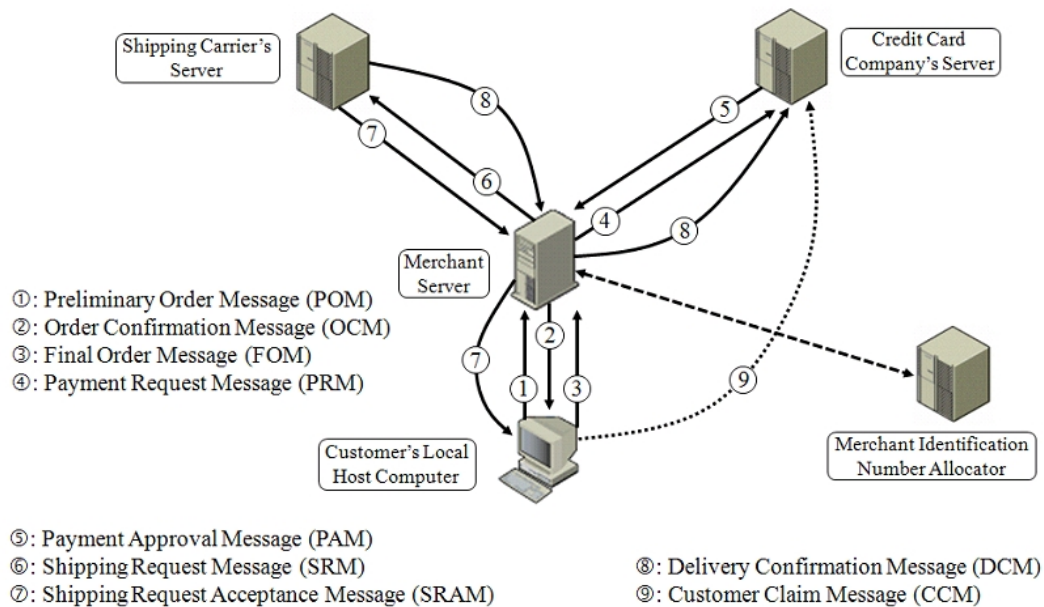 Shipping Carrier's
Server
Credit Card
Company's Server
⑧
⑤
⑦
⑥
④
⑧
Merchant
Server
①: Preliminary Order Message (POM)
②: Order Confirmation Message (OCM)
③: Final Order Message (FOM)
④: Payment Request Message (PRM)
②
⑦
①
③
⑨
Customer's Local
Host Computer
Merchant Identification
Number Allocator
⑤: Payment Approval Message (PAM)
⑥: Shipping Request Message (SRM)
⑦: Shipping Request Acceptance Message (SRAM)
⑧: Delivery Confirmation Message (DCM)
⑨: Customer Claim Message (CCM)